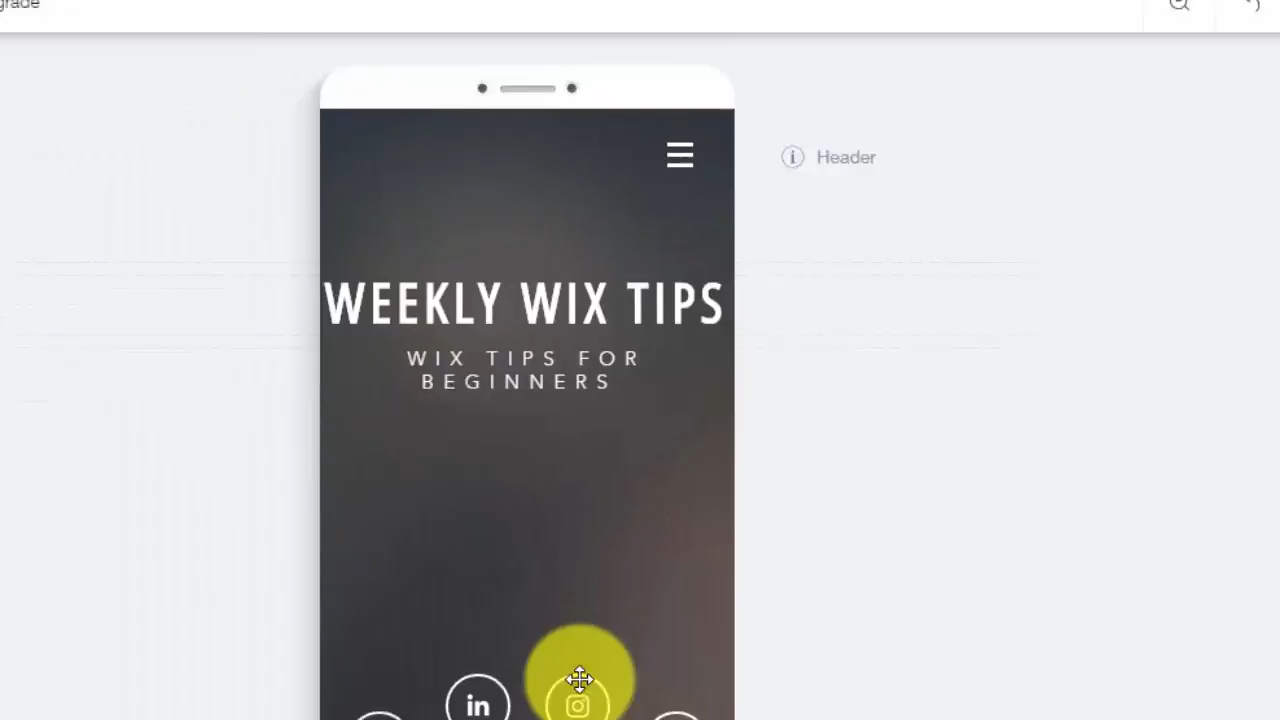 grade
Header
WEEKLY WIX TIPS
WIX TIPS FOR
BEGINNERS
in